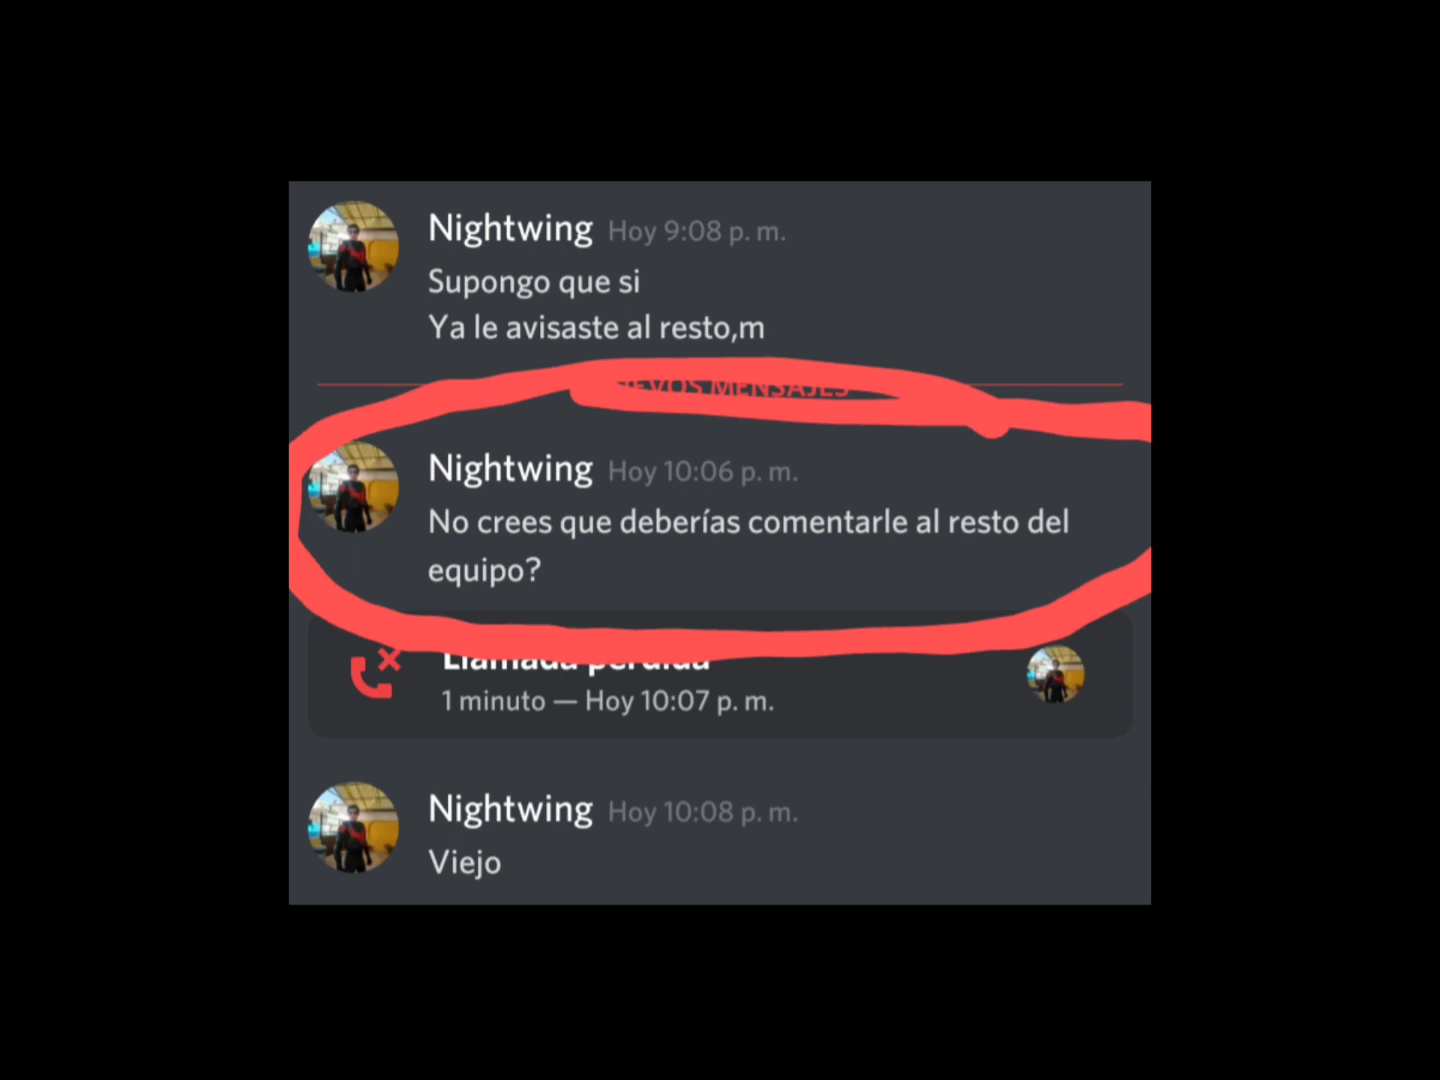 Nightwing Hoy 9:08 p. m.
Supongo que si
Ya le avisaste al resto,m
MENSAJES
Nightwing Hoy 10:06 p. m.
No crees que deberías comentarle al resto del
equipo?
Llamada perdida
1 minuto — Hoy 10:07 p. m.
Nightwing Hoy 10:08 p. m.
Viejo